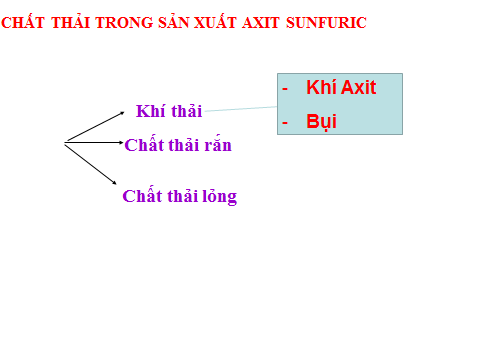 CHẤT THẢI TRONG SẢN XUẤT AXIT SUNFURIC
Khí thải
- Khí Axit
- Bụi
Chất thải rắn
Chất thải lỏng